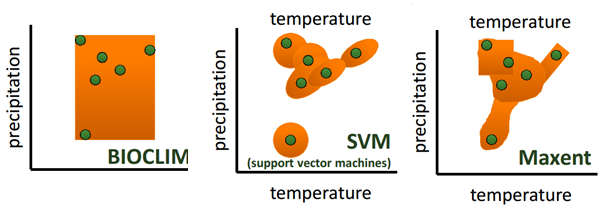 precipitation
BIOCLIM
temperature
precipitation
SVM
(support vector machines)
temperature
temperature
precipitation
Maxent
temperature